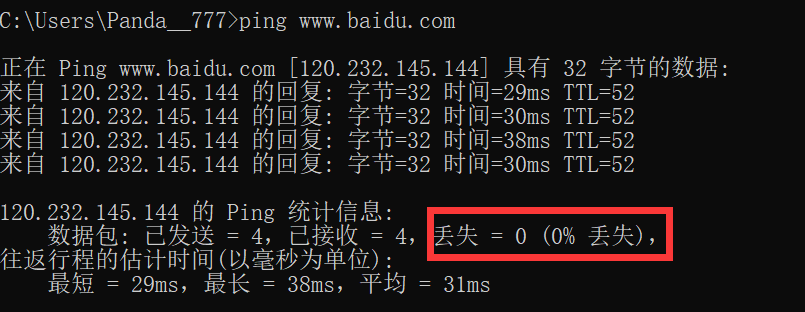 C:\Users\Panda__777>ping www.baidu.com
正在 Ping www.baidu.com [120.232.145.144] 具有 32 字节的数据:
来自 120.232.145.144 的回复: 字节=32 时间=29ms TTL=52
来自 120.232.145.144 的回复: 字节=32 时间=30ms TTL=52
来自 120.232.145.144 的回复: 字节=32 时间=38ms TTL=52
来自 120.232.145.144 的回复: 字节=32 时间=30ms TTL=52
120.232.145.144 的 Ping 统计信息:
数据包: 已发送 = 4，已接收 = 4，丢失 = 0 (0% 丢失)，
往返行程的估计时间(以毫秒为单位):
最短 = 29ms，最长 = 38ms，平均 = 31ms